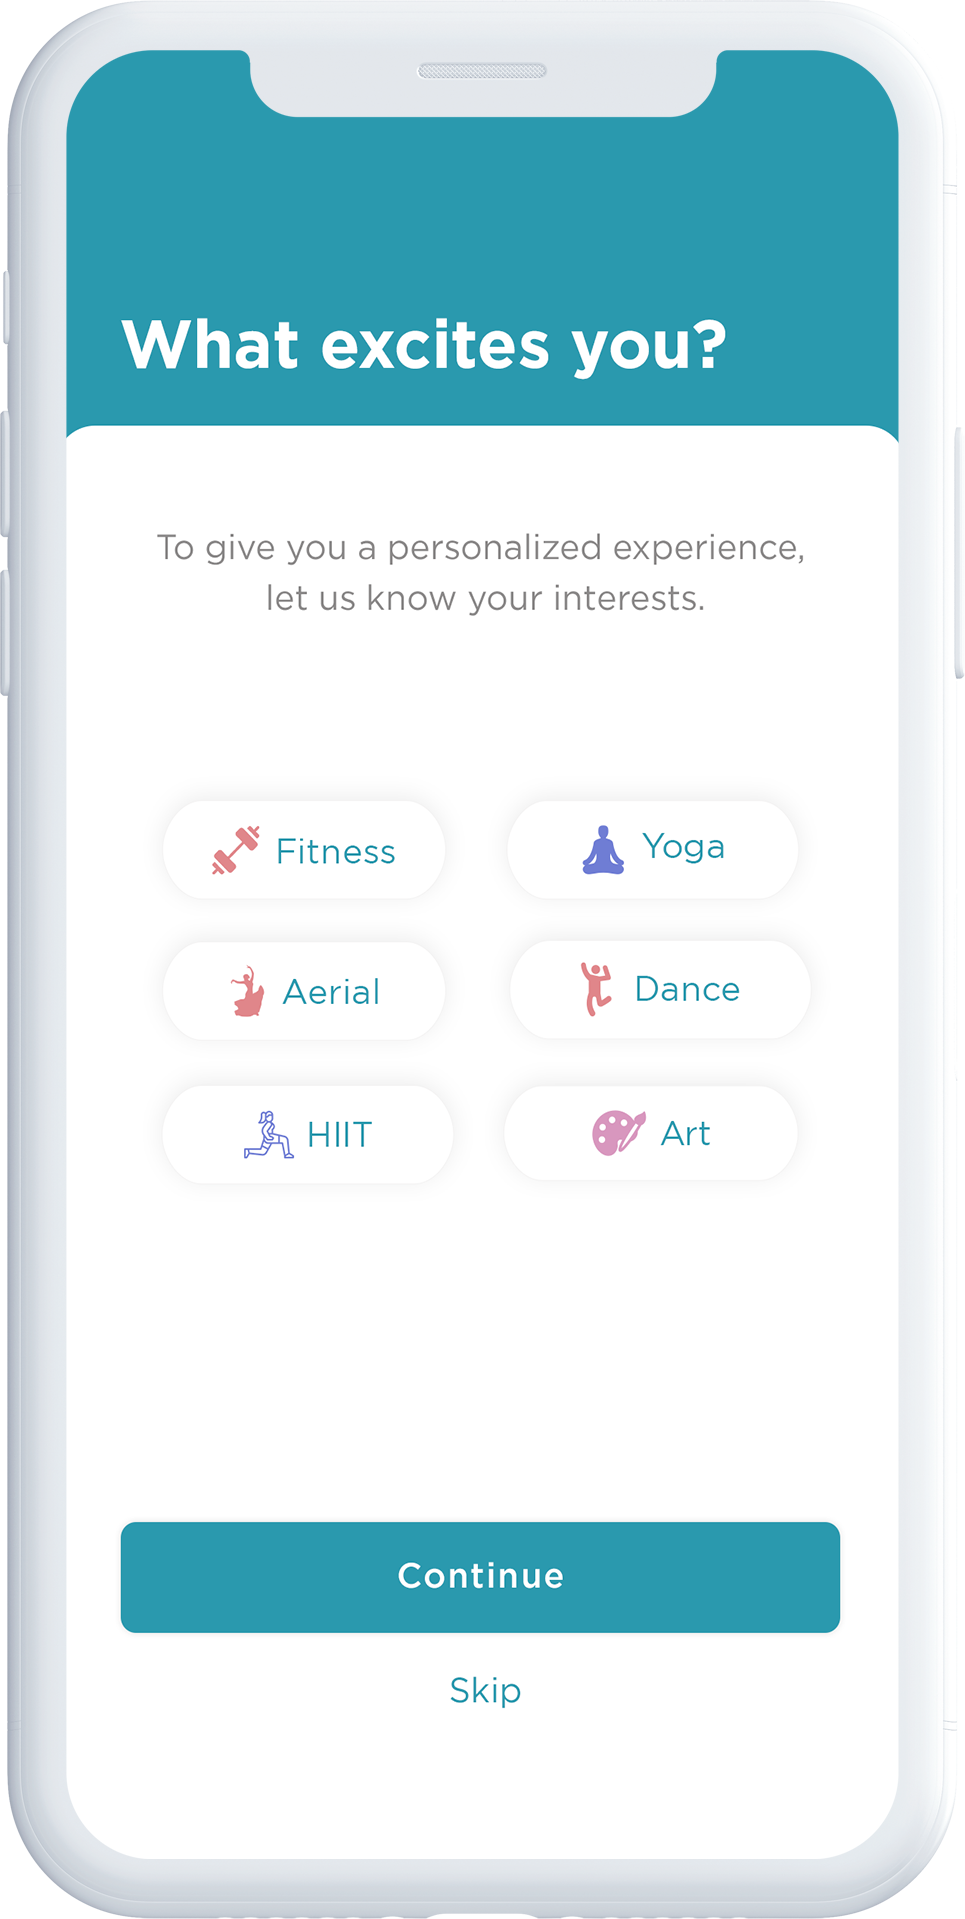 What excites you?
To give you a personalized experience,
let us know your interests.
Fitness
Yoga
Aerial
Dance
HIIT
Art
Continue
Skip